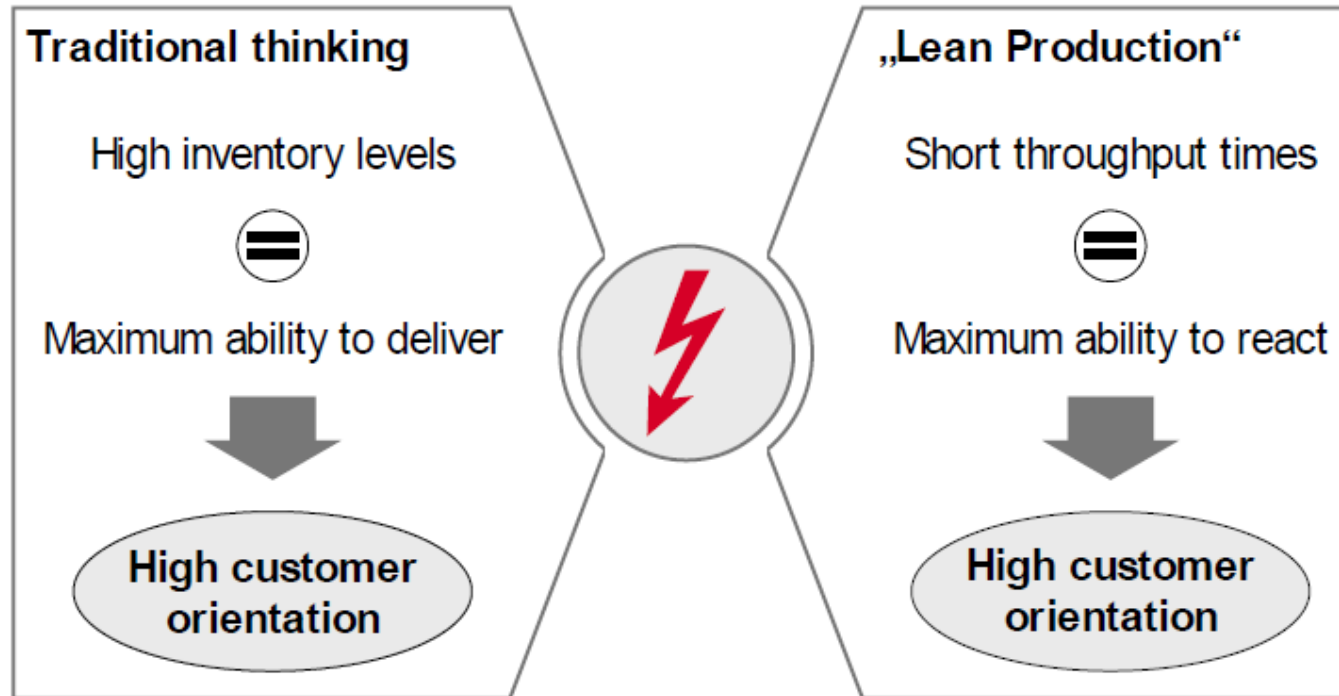 Traditional thinking
High inventory levels
Maximum ability to deliver
High customer
orientation
„Lean Production“
Short throughput times
Maximum ability to react
High customer
orientation